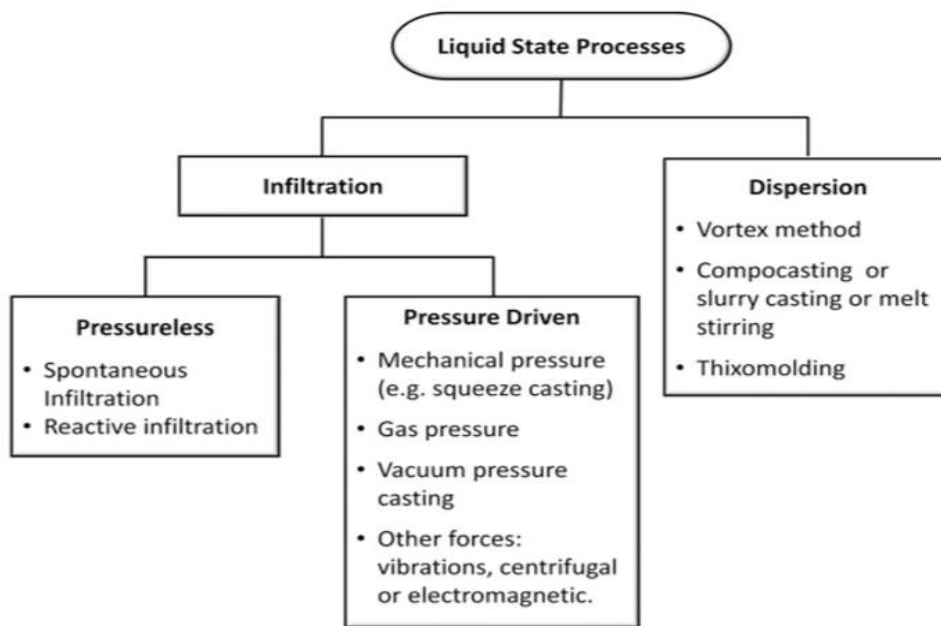 Liquid State Processes
Infiltration
Dispersion
• Vortex method
• Compocasting or
slurry casting or melt
stirring
• Thixomolding
Pressureless
• Spontaneous
Infiltration
• Reactive infiltration
Pressure Driven
• Mechanical pressure
(e.g. squeeze casting)
• Gas pressure
• Vacuum pressure
casting
• Other forces:
vibrations, centrifugal
or electromagnetic.